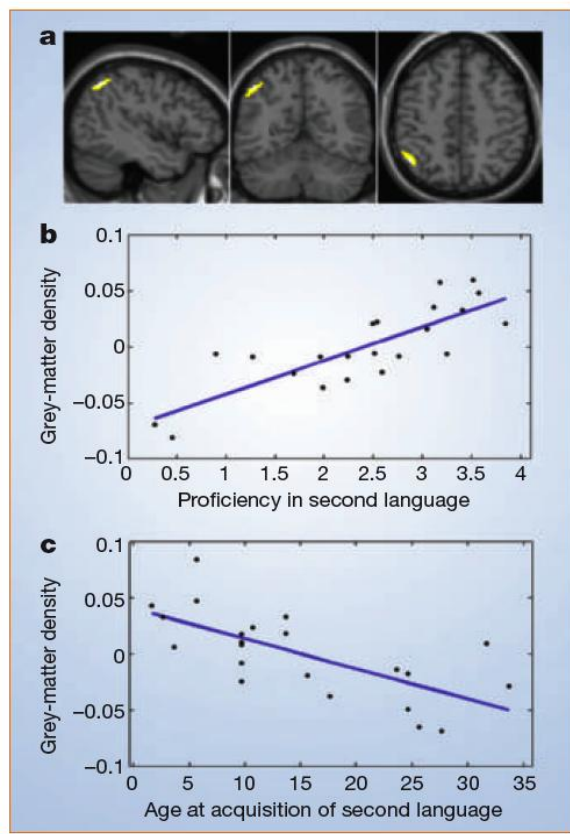 a
b
Grey-matter density
0.1
0.05
0
−0.05
−0.1
0 0.5 1 1.5 2 2.5 3 3.5 4
Proficiency in second language
c
Grey-matter density
0.1
0.05
0
−0.05
−0.1
0 5 10 15 20 25 30 35
Age at acquisition of second language